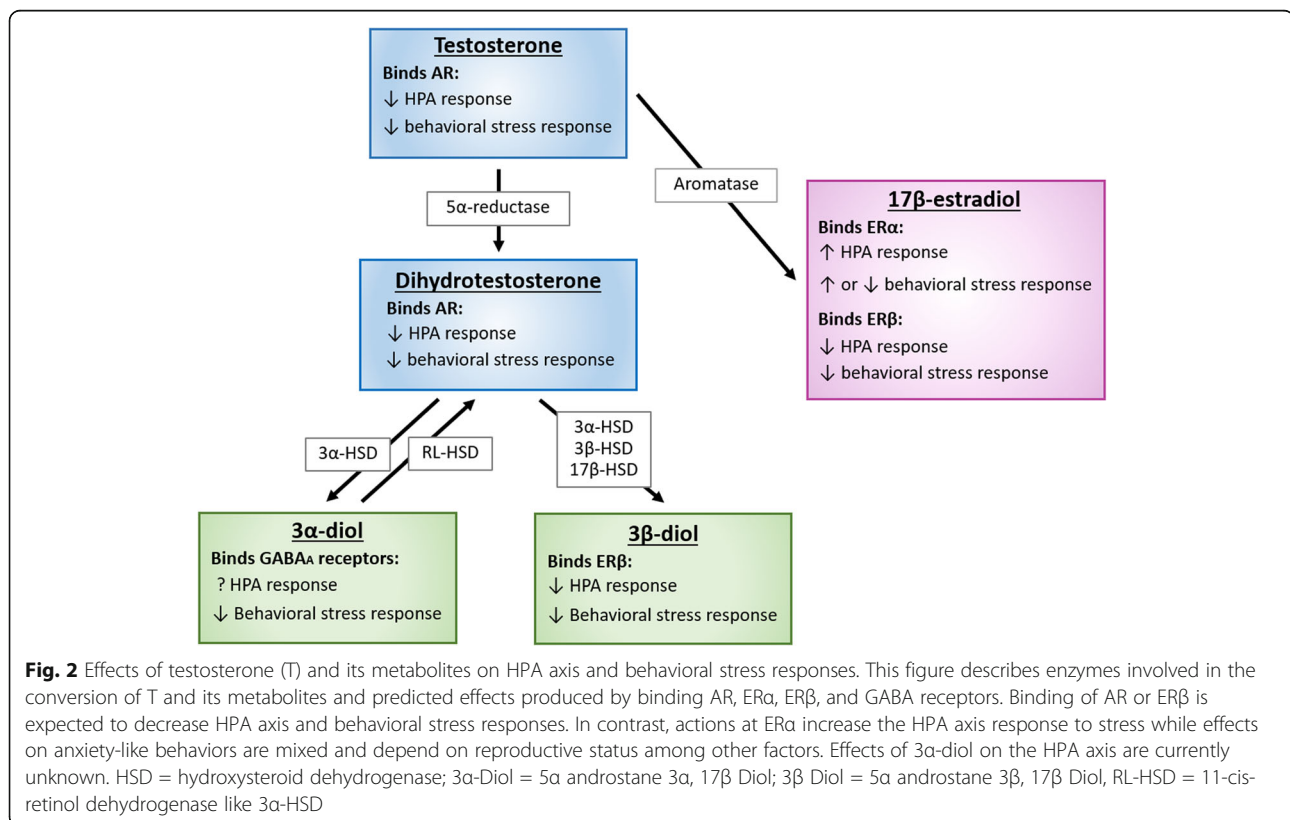 Testosterone
Binds AR:
↓ HPA response
↓ behavioral stress response
5α-reductase
Aromatase
17β-estradiol
Binds ERα:
↑ HPA response
↑ or ↓ behavioral stress response
Binds ERβ:
↓ HPA response
↓ behavioral stress response
Dihydrotestosterone
Binds AR:
↓ HPA response
↓ behavioral stress response
3α-HSD
RL-HSD
3α-HSD
3β-HSD
17β-HSD
3α-diol
Binds GABAA receptors:
? HPA response
↓ Behavioral stress response
3β-diol
Binds ERβ:
↓ HPA response
↓ Behavioral stress response
Fig. 2 Effects of testosterone (T) and its metabolites on HPA axis and behavioral stress responses. This figure describes enzymes involved in the
conversion of T and its metabolites and predicted effects produced by binding AR, ERα, ERβ, and GABA receptors. Binding of AR or ERβ is
expected to decrease HPA axis and behavioral stress responses. In contrast, actions at ERα increase the HPA axis response to stress while effects
on anxiety-like behaviors are mixed and depend on reproductive status among other factors. Effects of 3α-diol on the HPA axis are currently
unknown. HSD = hydroxysteroid dehydrogenase; 3α-Diol = 5α androstane 3α, 17β Diol; 3β Diol = 5α androstane 3β, 17β Diol, RL-HSD = 11-cis-
retinol dehydrogenase like 3α-HSD